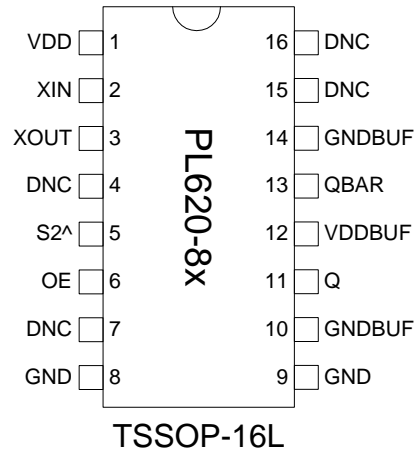 VDD 1 16 DNC
XIN 2 15 DNC
XOUT 3 14 GNDBUF
DNC 4 13 QBAR
S2^ 5 12 VDDBUF
OE 6 11 Q
DNC 7 10 GNDBUF
GND 8 9 GND
PL620-8x
TSSOP-16L